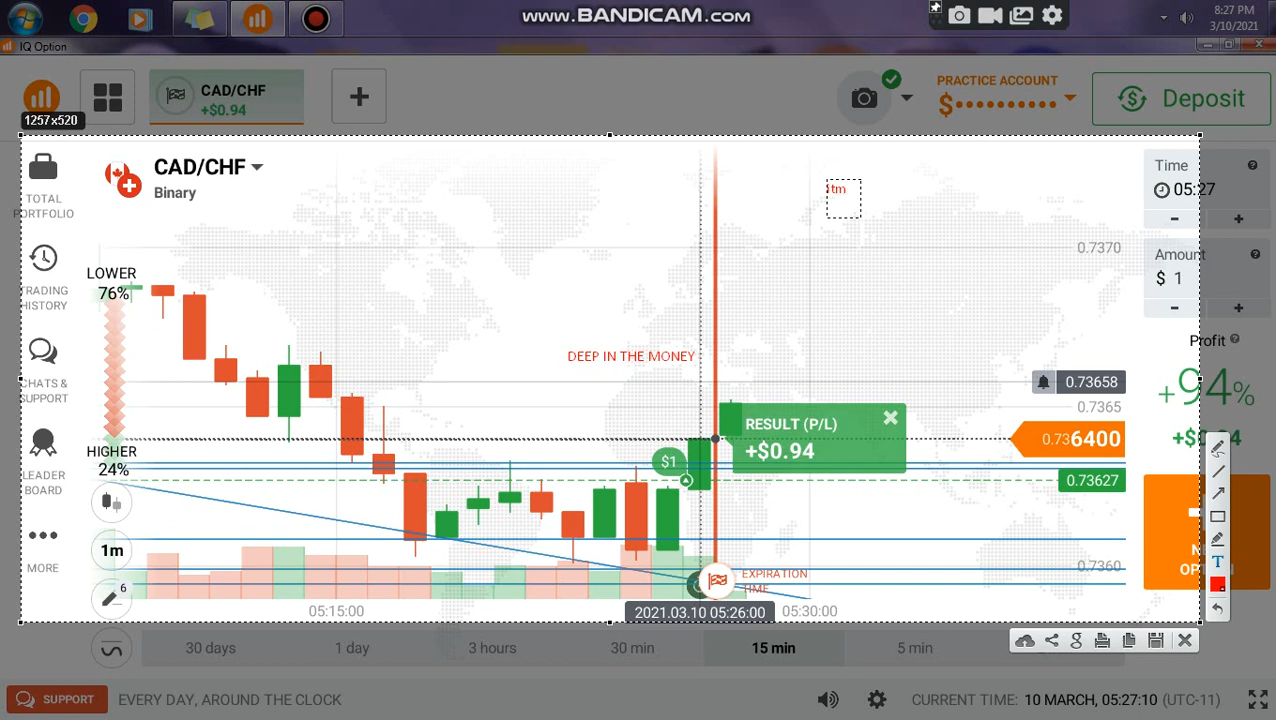 www.BANDICAM.com
8:27 PM
3/10/2021
IQ Option
CAD/CHF
+$0.94
PRACTICE ACCOUNT
$
Deposit
1257x520
TOTAL
PORTFOLIO
TRADING
HISTORY
CHATS &
SUPPORT
LEADER
BOARD
MORE
CAD/CHF
Binary
LOWER
76%
HIGHER
24%
1m
6
tm
DEEP IN THE MONEY
$1
RESULT (P/L)
+$0.94
EXPIRATION
TIME
0.7370
0.73658
0.7365
0.736400
0.73627
0.7360
05:15:00
2021.03.10 05:26:00
05:30:00
Time
05:27
- +
Amount
$ 1
- +
Profit
+94%
30 days
1 day
3 hours
30 min
15 min
5 min
SUPPORT
EVERY DAY, AROUND THE CLOCK
CURRENT TIME: 10 MARCH, 05:27:10 (UTC-11)